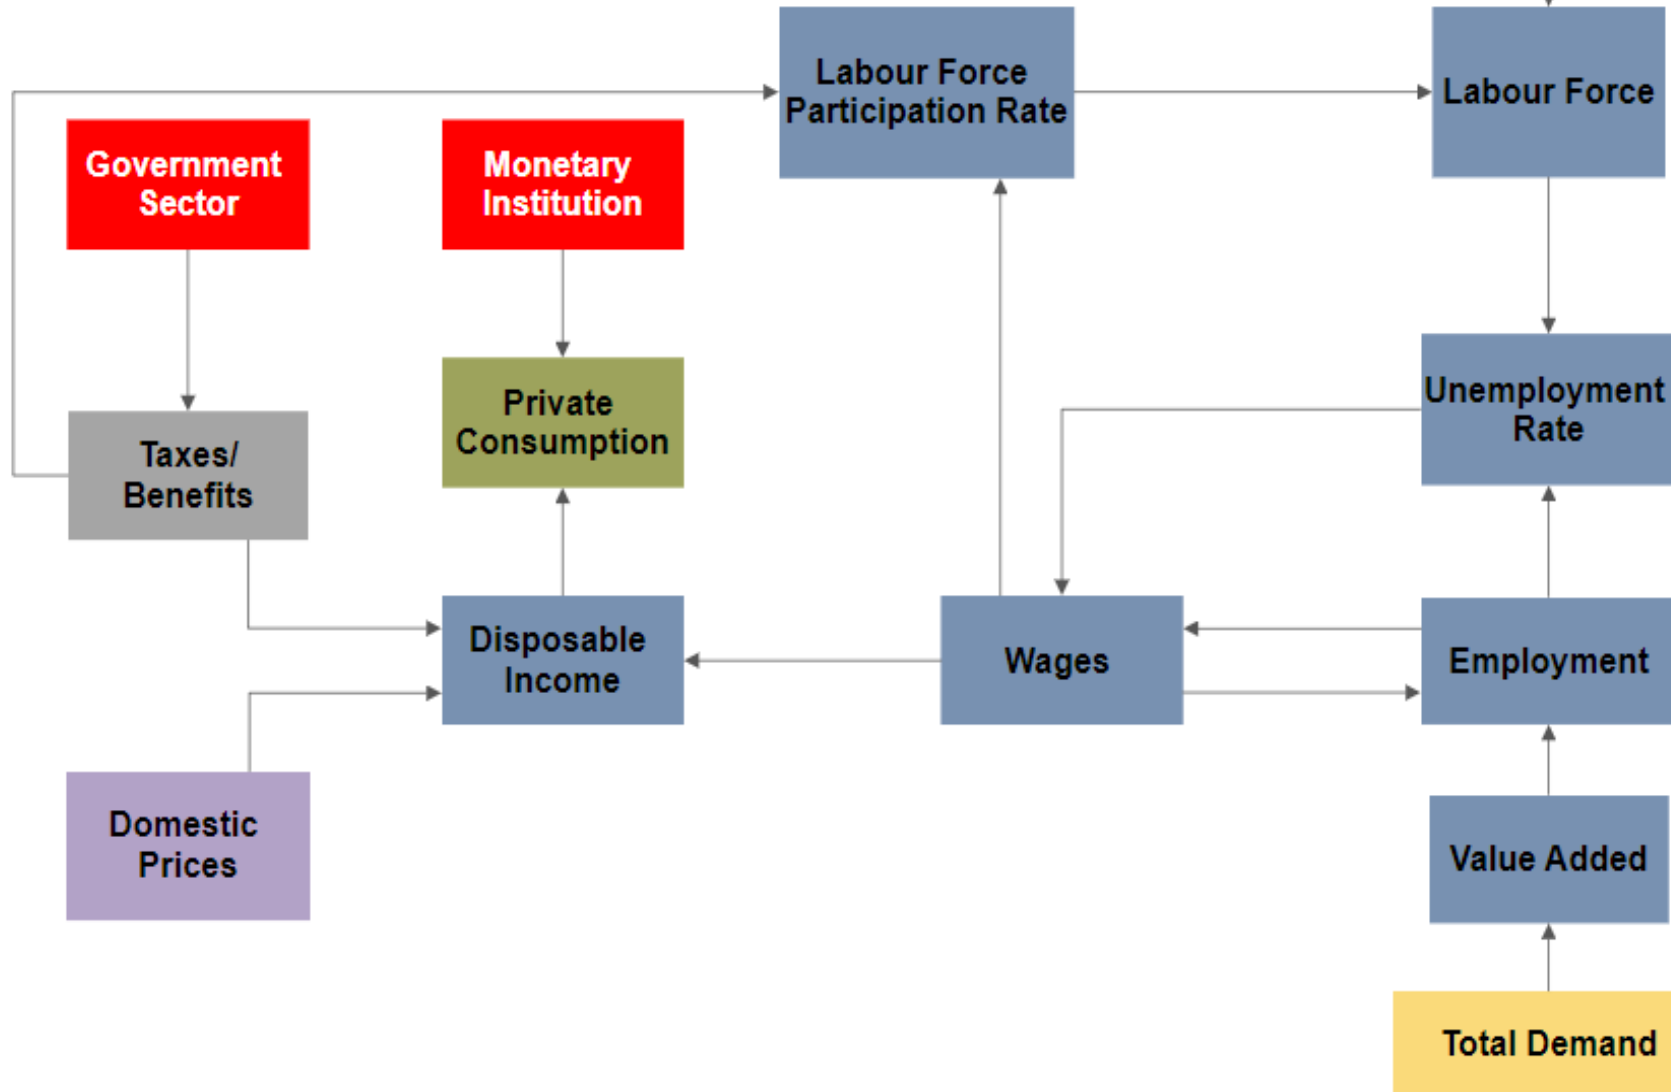 Labour Force
Participation Rate
Labour Force
Government
Sector
Monetary
Institution
Private
Consumption
Unemployment
Rate
Taxes/
Benefits
Disposable
Income
Wages
Employment
Domestic
Prices
Value Added
Total Demand